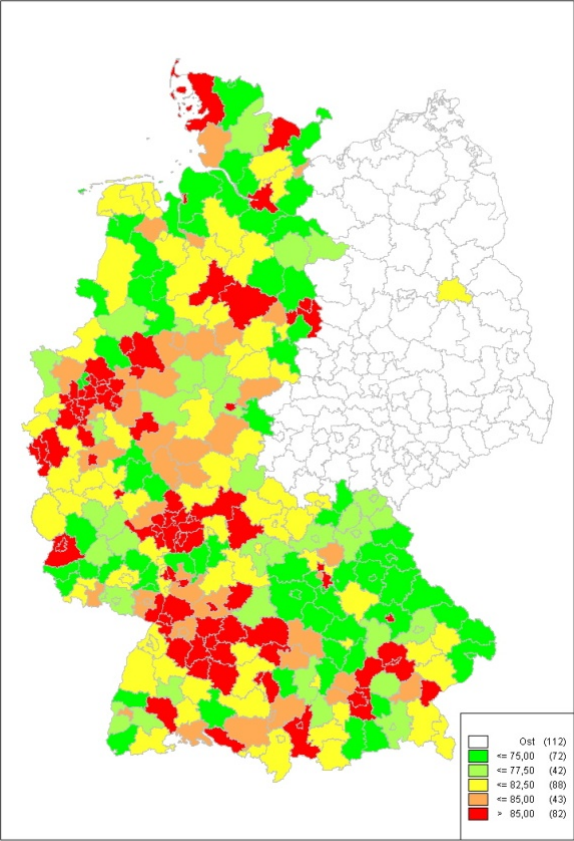 Ost (112)
<= 75,00 (72)
<= 77,50 (42)
<= 82,50 (88)
<= 85,00 (43)
> 85,00 (82)